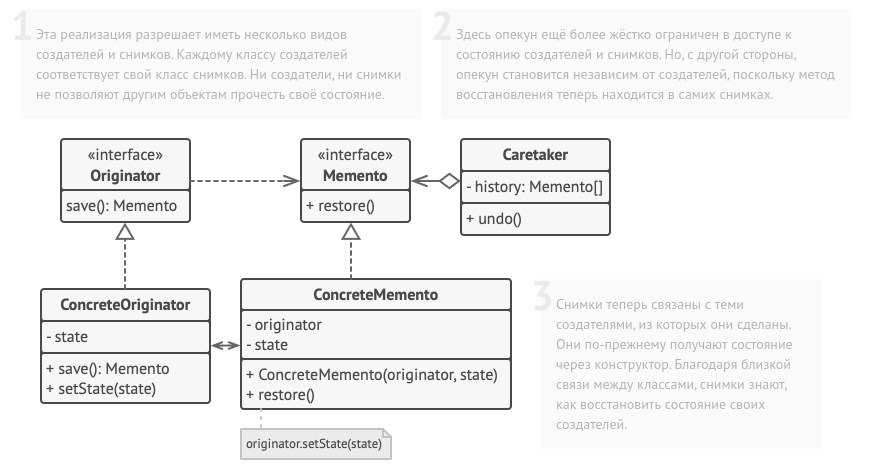 1
Эта реализация разрешает иметь несколько видов
создателей и снимков. Каждому классу создателей
соответствует свой класс снимков. Ни создатели, ни снимки
не позволяют другим объектам прочесть своё состояние.
2
Здесь опекун ещё более жёстко ограничен в доступе к
состоянию создателей и снимков. Но, с другой стороны,
опекун становится независим от создателей, поскольку метод
восстановления теперь находится в самих снимках.
«interface»
Originator
save(): Memento
«interface»
Memento
+ restore()
Caretaker
- history: Memento[]
+ undo()
ConcreteOriginator
- state
+ save(): Memento
+ setState(state)
ConcreteMemento
- originator
- state
+ ConcreteMemento(originator, state)
+ restore()
originator.setState(state)
3
Снимки теперь связаны с теми
создателями, из которых они сделаны.
Они по-прежнему получают состояние
через конструктор. Благодаря близкой
связи между классами, снимки знают,
как восстановить состояние своих
создателей.